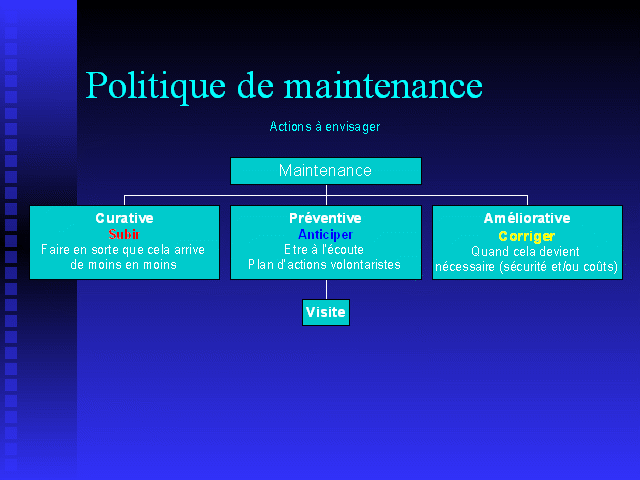 Politique de maintenance
Actions à envisager
Maintenance
Curative
Subir
Faire en sorte que cela arrive
de moins en moins
Préventive
Anticiper
Etre à l'écoute
Plan d'actions volontaristes
Améliorative
Corriger
Quand cela devient
nécessaire (sécurité et/ou coûts)
Visite